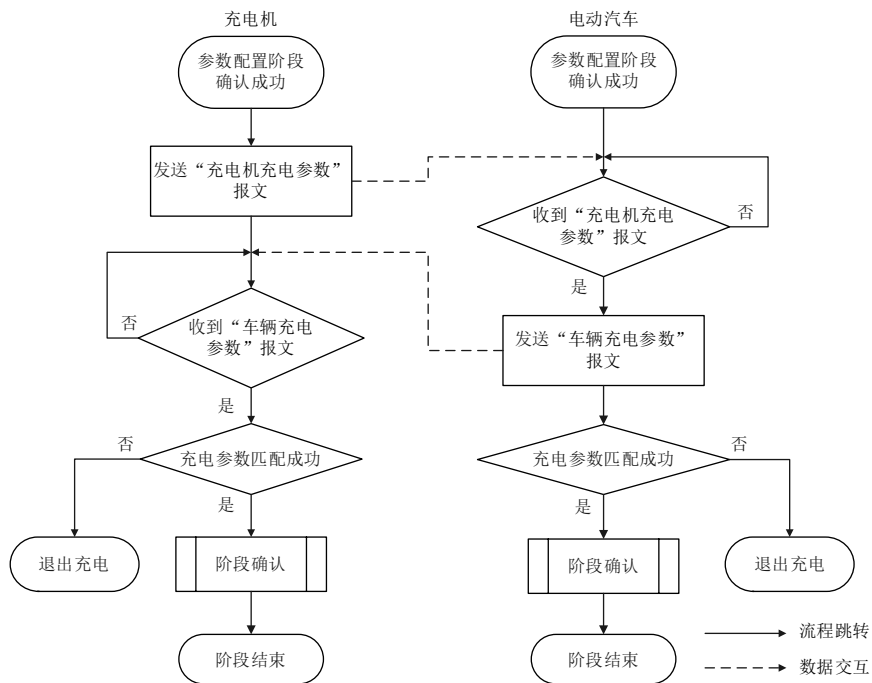 充电机
电动汽车
参数配置阶段
确认成功
参数配置阶段
确认成功
发送“充电机充电参数”
报文
收到“充电机充电
参数”报文
否
是
收到“车辆充电
参数”报文
否
是
发送“车辆充电参数”
报文
充电参数匹配成功
否
是
充电参数匹配成功
否
是
退出充电
阶段确认
阶段确认
退出充电
阶段结束
阶段结束
流程跳转
数据交互